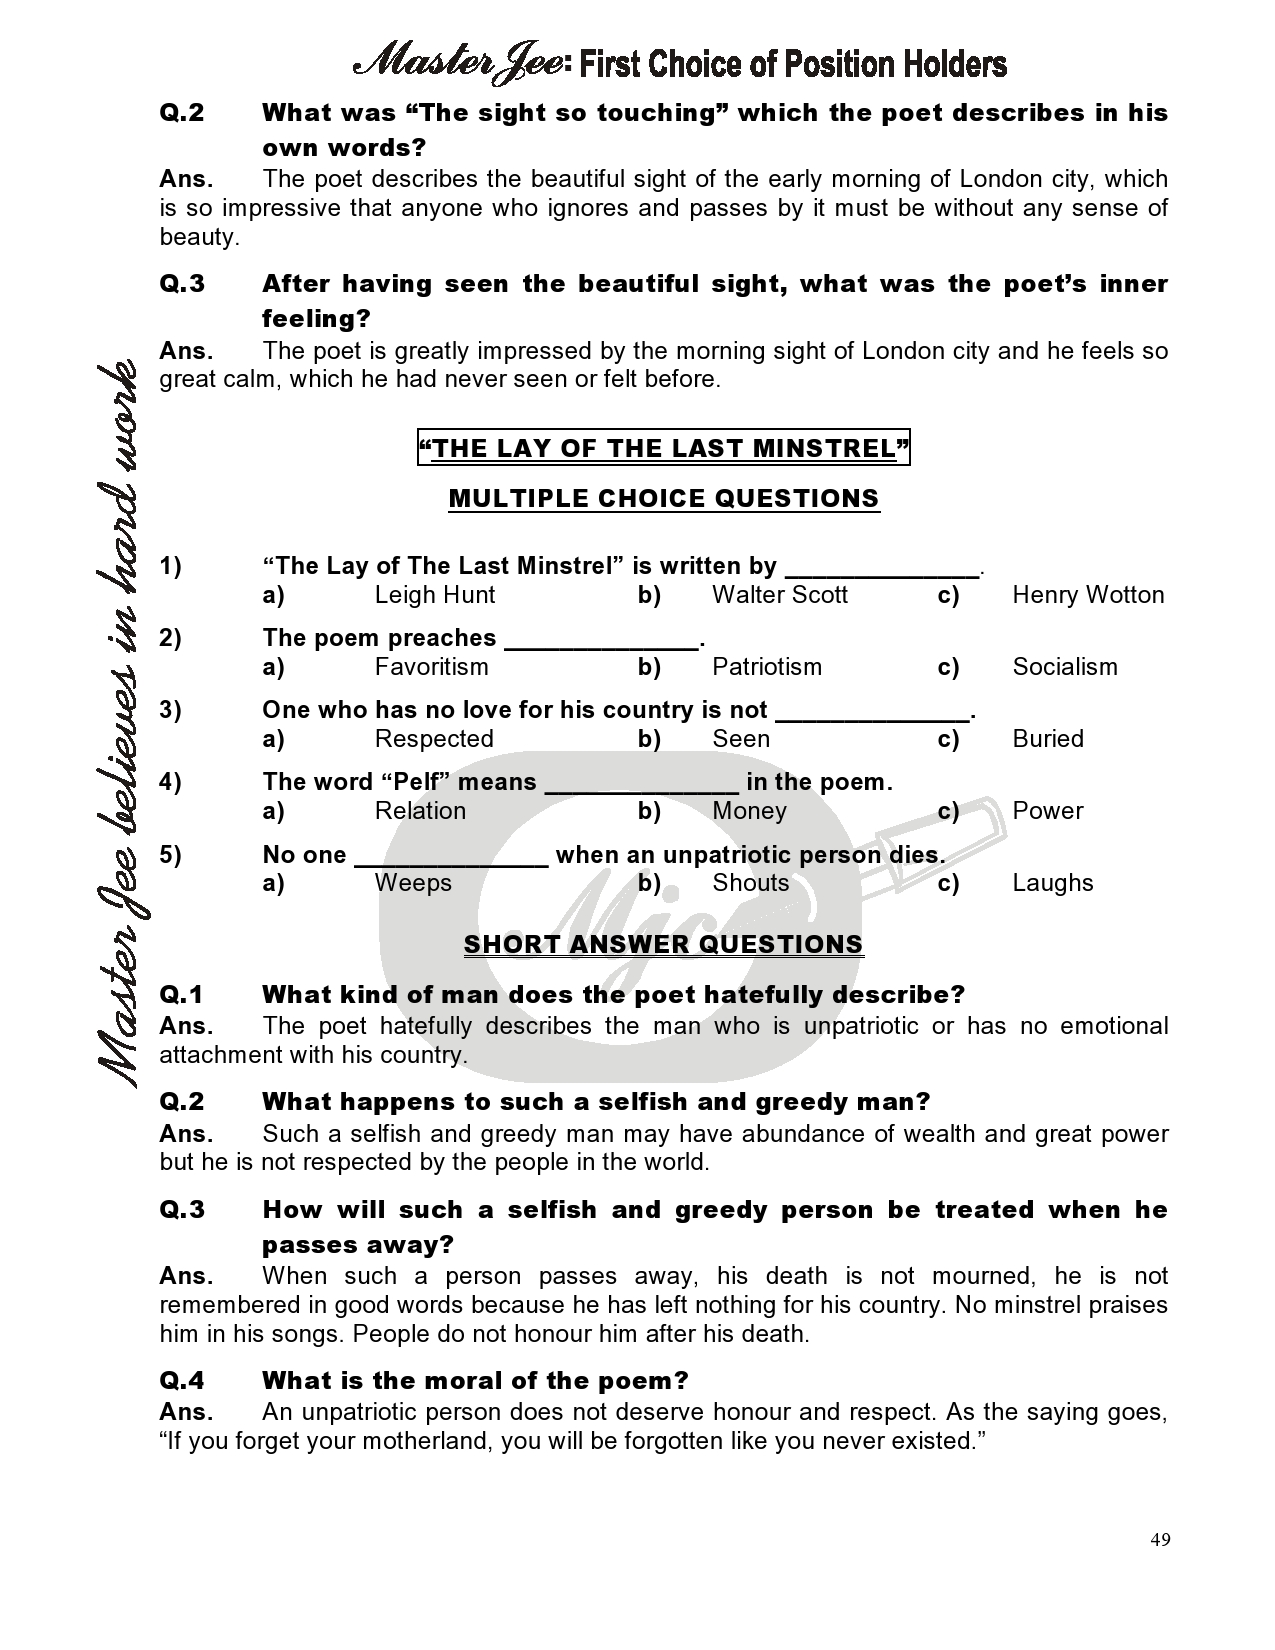 Master Jee: First Choice of Position Holders
Q.2 What was “The sight so touching” which the poet describes in his
own words?
Ans. The poet describes the beautiful sight of the early morning of London city, which
is so impressive that anyone who ignores and passes by it must be without any sense of
beauty.
Q.3 After having seen the beautiful sight, what was the poet’s inner
feeling?
Ans. The poet is greatly impressed by the morning sight of London city and he feels so
great calm, which he had never seen or felt before.
“THE LAY OF THE LAST MINSTREL”
MULTIPLE CHOICE QUESTIONS
1) “The Lay of The Last Minstrel” is written by ______________.
a) Leigh Hunt b) Walter Scott c) Henry Wotton
2) The poem preaches ______________.
a) Favoritism b) Patriotism c) Socialism
3) One who has no love for his country is not ______________.
a) Respected b) Seen c) Buried
4) The word “Pelf” means ______________ in the poem.
a) Relation b) Money c) Power
5) No one ______________ when an unpatriotic person dies.
a) Weeps b) Shouts c) Laughs
Mjc
SHORT ANSWER QUESTIONS
Q.1 What kind of man does the poet hatefully describe?
Ans. The poet hatefully describes the man who is unpatriotic or has no emotional
attachment with his country.
Q.2 What happens to such a selfish and greedy man?
Ans. Such a selfish and greedy man may have abundance of wealth and great power
but he is not respected by the people in the world.
Q.3 How will such a selfish and greedy person be treated when he
passes away?
Ans. When such a person passes away, his death is not mourned, he is not
remembered in good words because he has left nothing for his country. No minstrel praises
him in his songs. People do not honour him after his death.
Q.4 What is the moral of the poem?
Ans. An unpatriotic person does not deserve honour and respect. As the saying goes,
“If you forget your motherland, you will be forgotten like you never existed.”
Master Jee believes in hard work
49